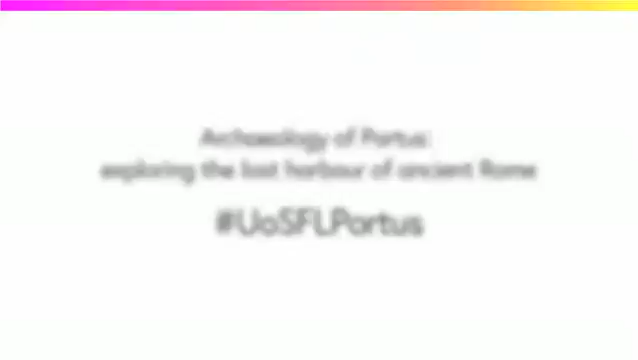 Archaeology of Portus:
exploring the lost harbour of ancient Rome
#UoSFLPortus